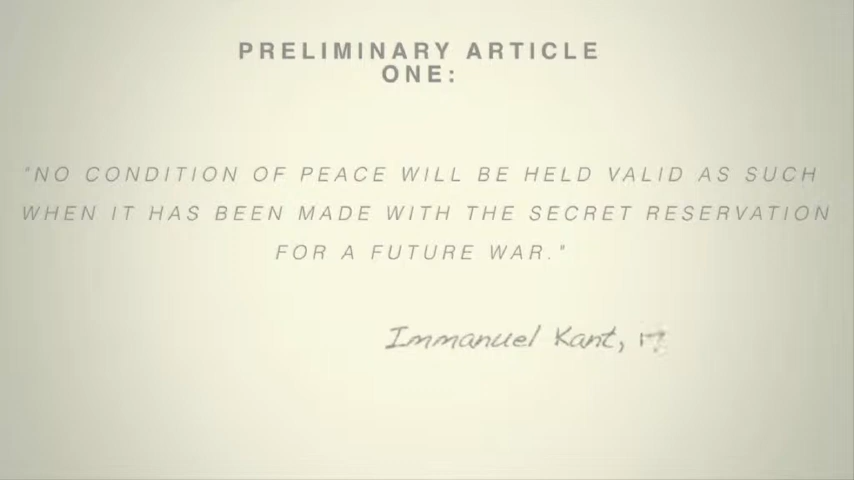 PRELIMINARY ARTICLE
ONE:
"NO CONDITION OF PEACE WILL BE HELD VALID AS SUCH
WHEN IT HAS BEEN MADE WITH THE SECRET RESERVATION
FOR A FUTURE WAR."
Immanuel Kant,